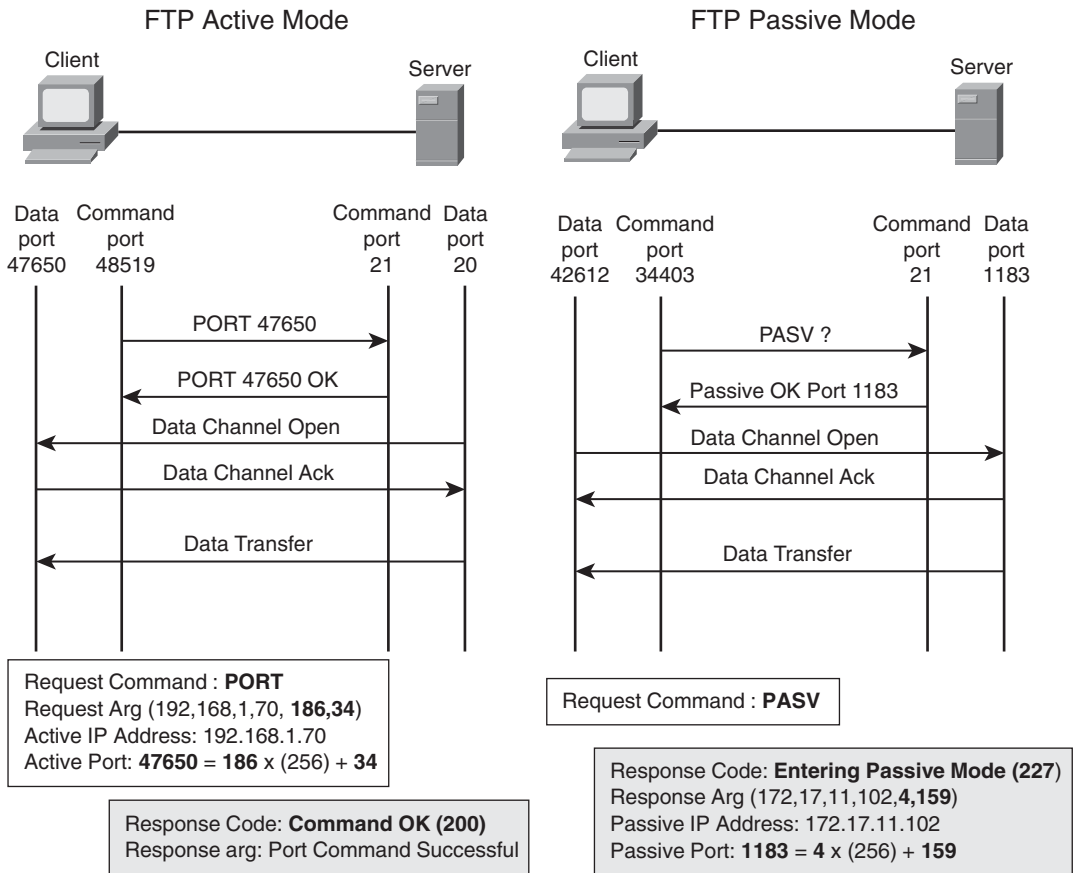 FTP Active Mode
Client
Server
Data port 47650
Command port 48519
Command port 21
Data port 20
PORT 47650
PORT 47650 OK
Data Channel Open
Data Channel Ack
Data Transfer
Request Command : PORT
Request Arg (192,168,1,70, 186,34)
Active IP Address: 192.168.1.70
Active Port: 47650 = 186 x (256) + 34
Response Code: Command OK (200)
Response arg: Port Command Successful
FTP Passive Mode
Client
Server
Data port 42612
Command port 34403
Command port 21
Data port 1183
PASV ?
Passive OK Port 1183
Data Channel Open
Data Channel Ack
Data Transfer
Request Command : PASV
Response Code: Entering Passive Mode (227)
Response Arg (172,17,11,102,4,159)
Passive IP Address: 172.17.11.102
Passive Port: 1183 = 4 x (256) + 159